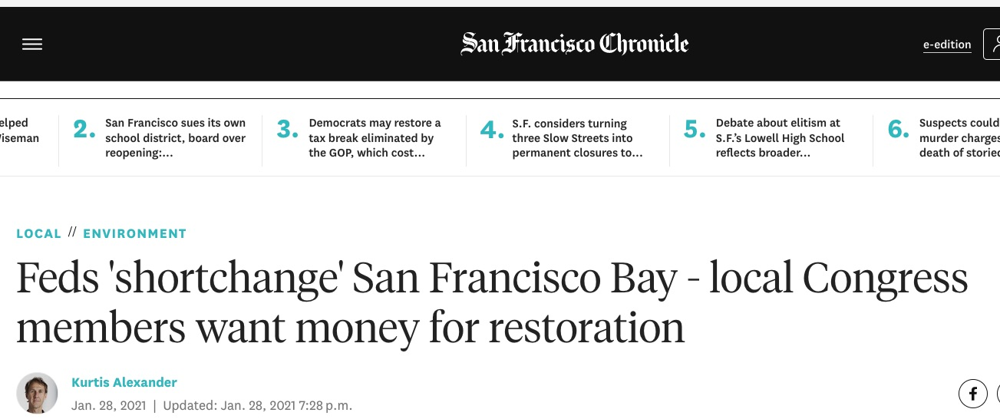 San Francisco Chronicle
e-edition
elped
2. San Francisco sues its own
school district, board over
reopening:...
3. Democrats may restore a
tax break eliminated by
the GOP, which cost...
4. S.F. considers turning
three Slow Streets into
permanent closures to...
5. Debate about elitism at
S.F.'s Lowell High School
reflects broader...
6. Suspects could
murder charges
death of storied
LOCAL // ENVIRONMENT
Feds 'shortchange' San Francisco Bay - local Congress
members want money for restoration
Kurtis Alexander
Jan. 28, 2021 | Updated: Jan. 28, 2021 7:28 p.m.